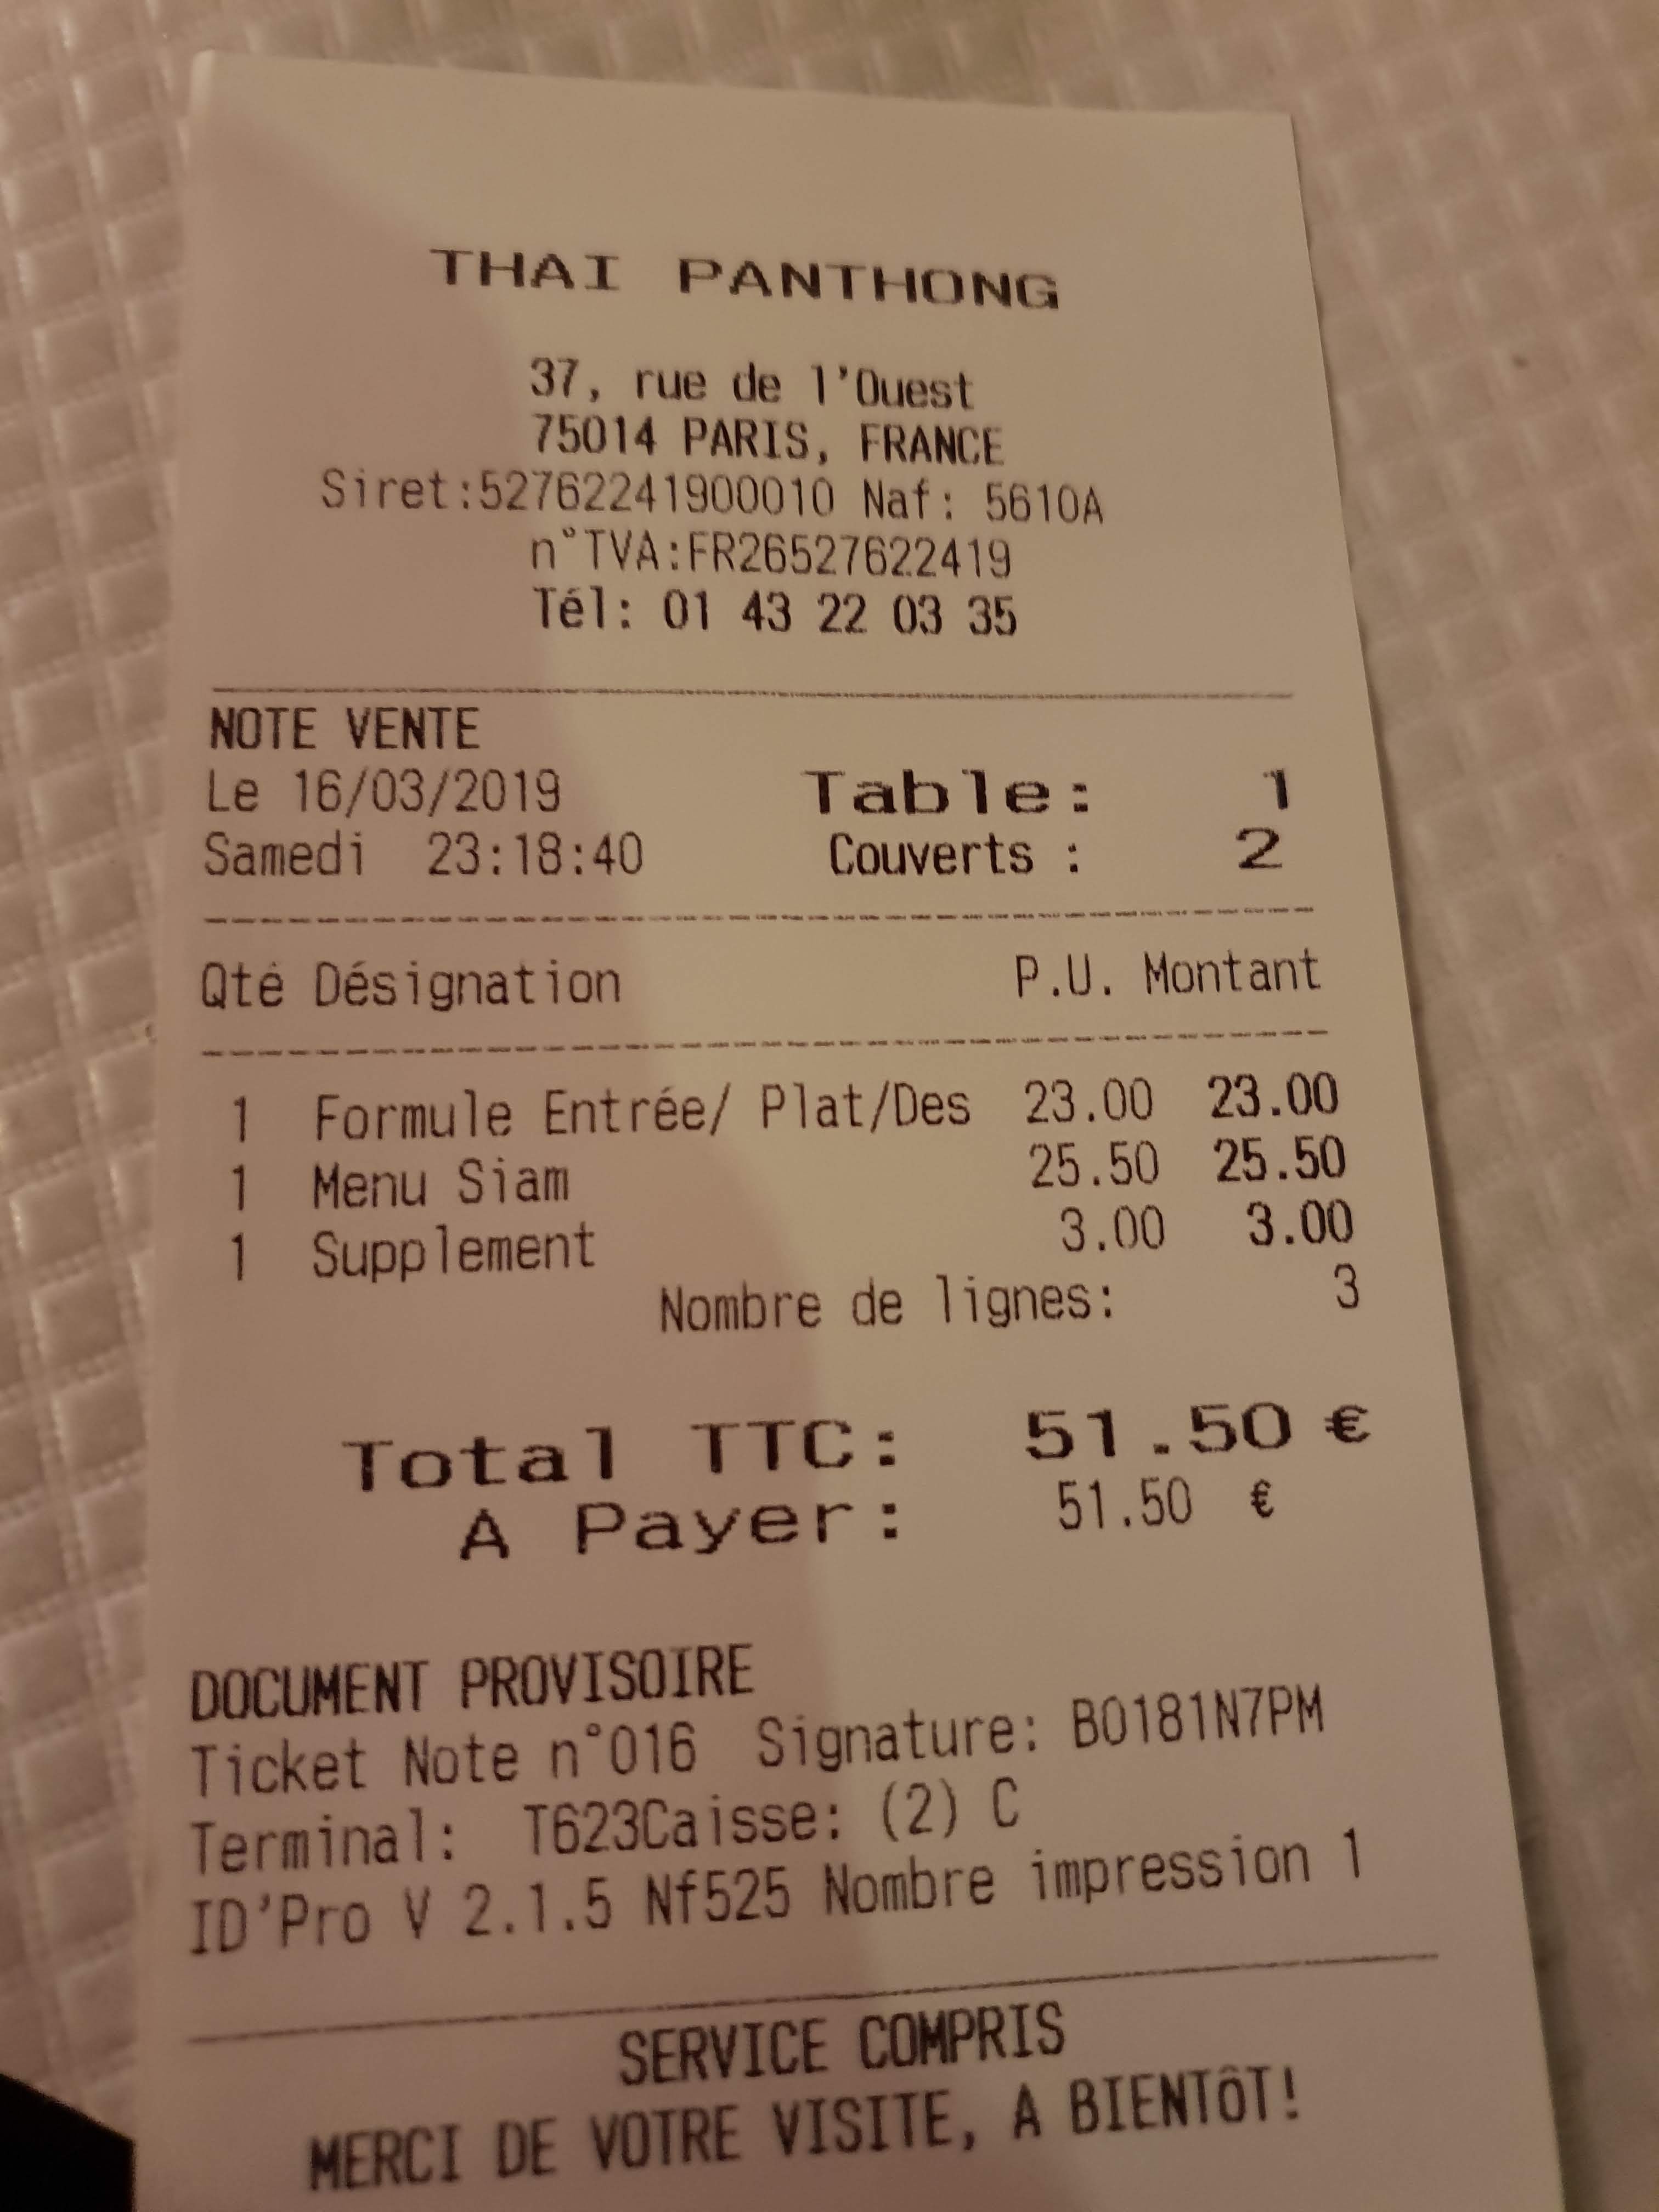 THAI PANTHONG
37, rue de l'Ouest
75014 PARIS, FRANCE
Siret:52762241900010 Naf: 5610A
n°TVA:FR26527622419
Tél: 01 43 22 03 35
NOTE VENTE
Le 16/03/2019 Table: 1
Samedi 23:18:40 Couverts : 2
Qté Désignation P.U. Montant
1 Formule Entrée/ Plat/Des 23.00 23.00
1 Menu Siam 25.50 25.50
1 Supplement 3.00 3.00
Nombre de lignes: 3
Total TTC: 51.50 €
A Payer: 51.50 €
DOCUMENT PROVISOIRE
Ticket Note n°016 Signature: BO181N7PM
Terminal: T623Caisse: (2) C
ID'Pro V 2.1.5 Nf525 Nombre impression 1
SERVICE COMPRIS
MERCI DE VOTRE VISITE, A BIENTôT!